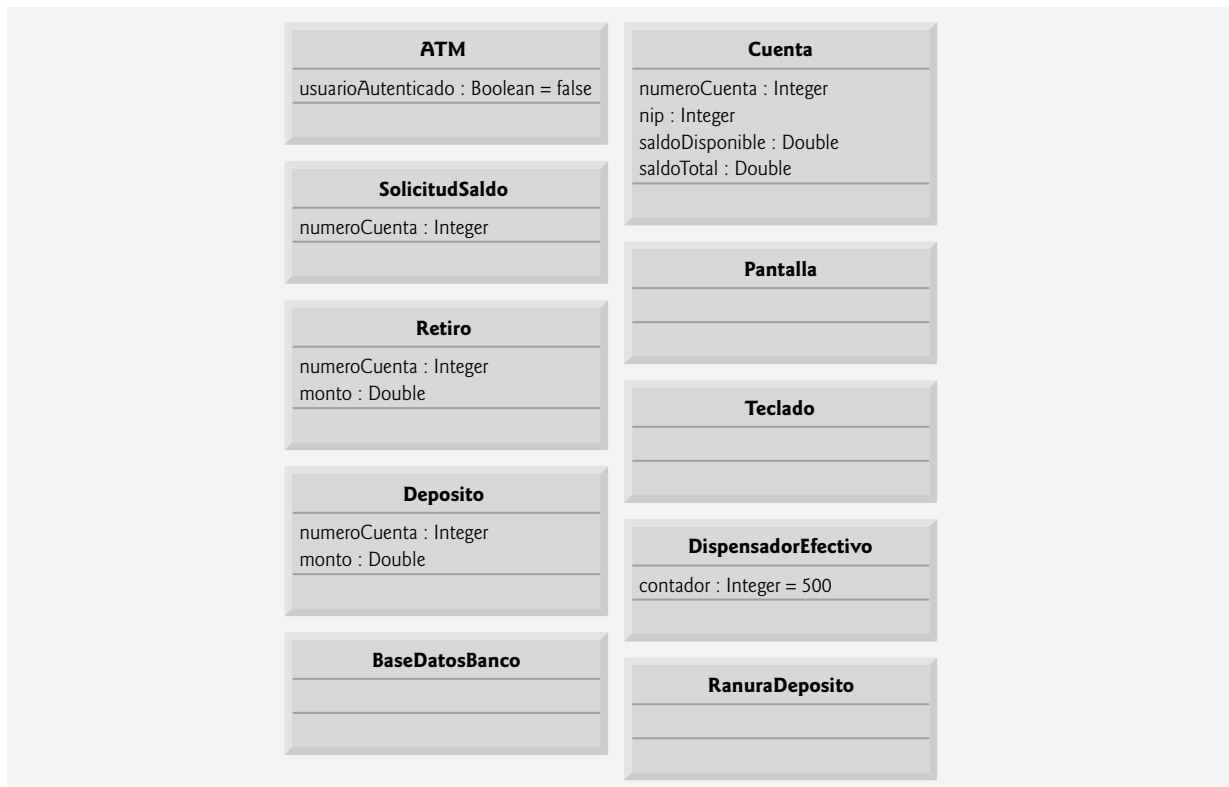 ATM
usuarioAutenticado : Boolean = false
SolicitudSaldo
numeroCuenta : Integer
Retiro
numeroCuenta : Integer
monto : Double
Deposito
numeroCuenta : Integer
monto : Double
BaseDatosBanco
Cuenta
numeroCuenta : Integer
nip : Integer
saldoDisponible : Double
saldoTotal : Double
Pantalla
Teclado
DispensadorEfectivo
contador : Integer = 500
RanuraDeposito